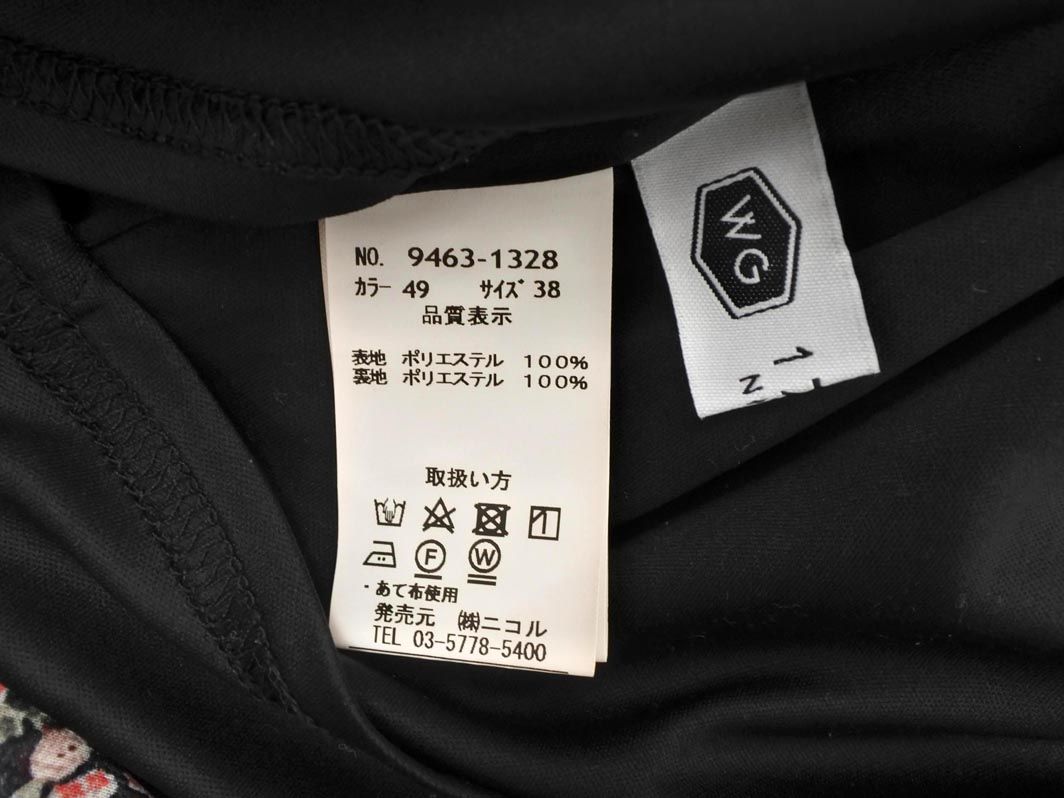 NO. 9463-1328
カラー 49 サイズ 38
品質表示
表地 ポリエステル 100%
裏地 ポリエステル 100%
取扱い方
F W
・あて布使用
発売元 ㈱ニコル
TEL 03-5778-5400
WG